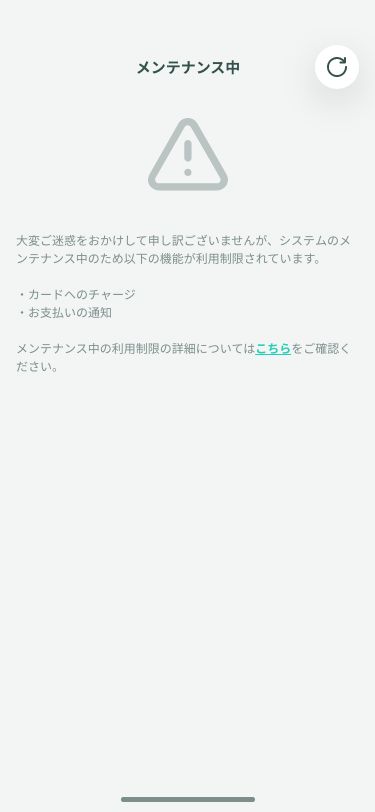 メンテナンス中
大変ご迷惑をおかけして申し訳ございませんが、システムのメ
ンテナンス中のため以下の機能が利用制限されています。
・カードへのチャージ
・お支払いの通知
メンテナンス中の利用制限の詳細についてはこちらをご確認く
ださい。